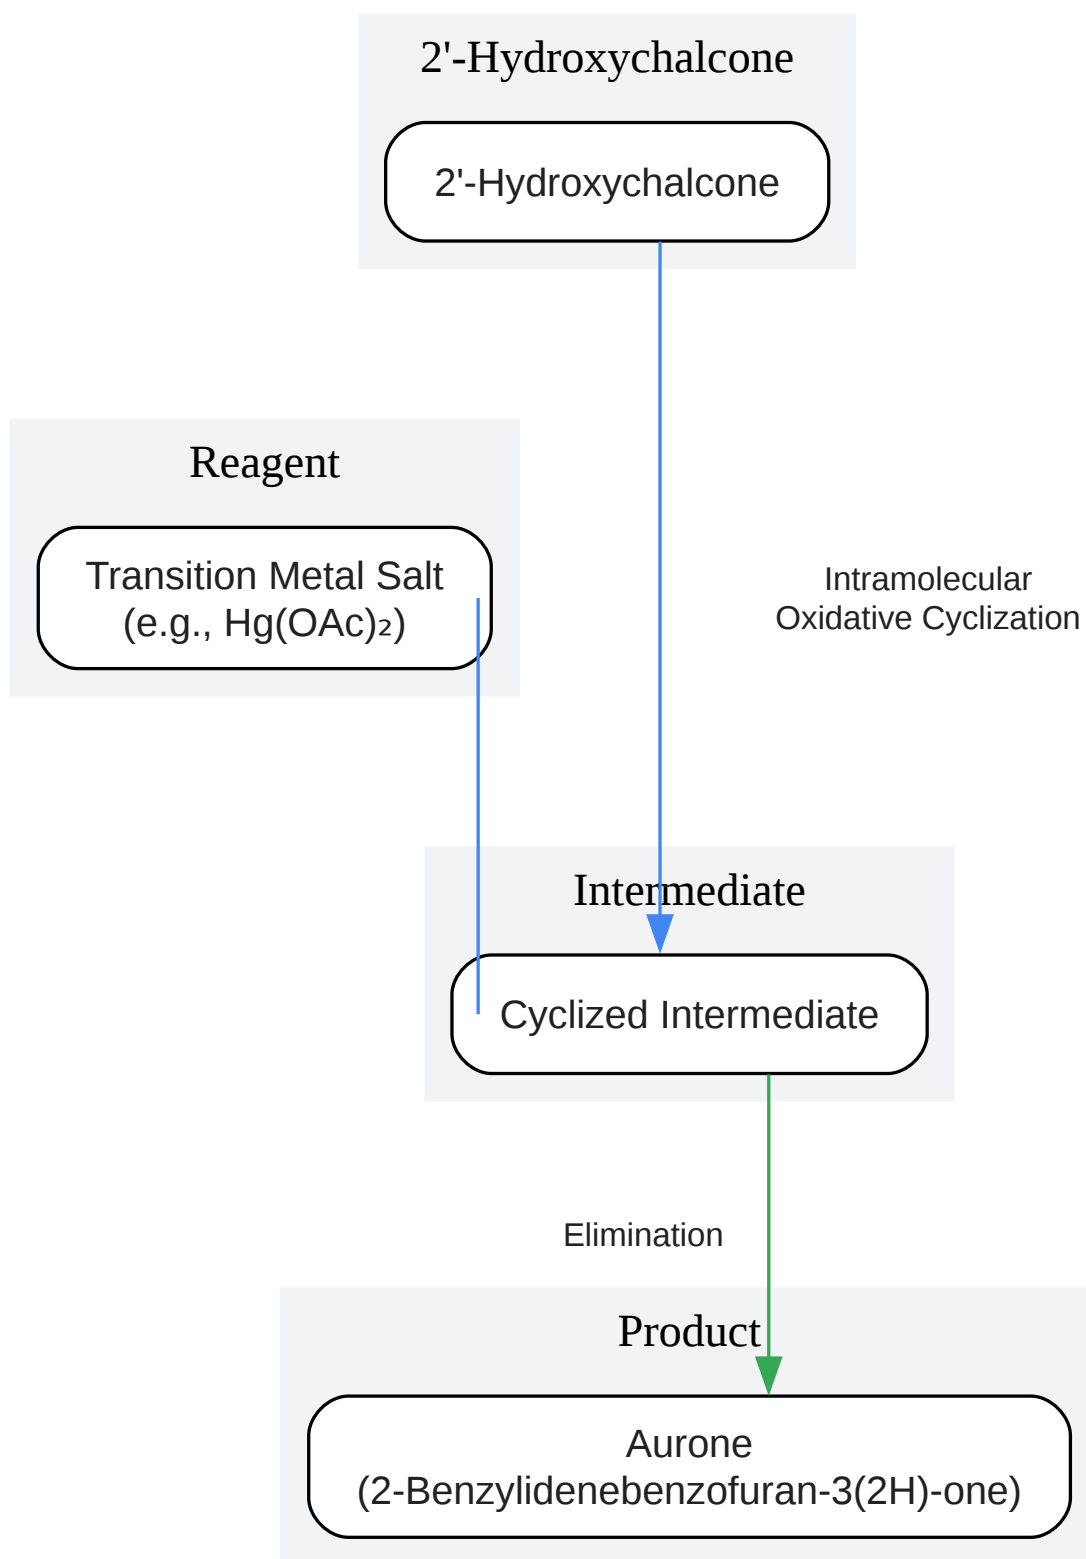 2'-Hydroxychalcone
2'-Hydroxychalcone
Reagent
Transition Metal Salt
(e.g., Hg(OAc)₂)
Intramolecular
Oxidative Cyclization
Intermediate
Cyclized Intermediate
Elimination
Product
Aurone
(2-Benzylidenebenzofuran-3(2H)-one)